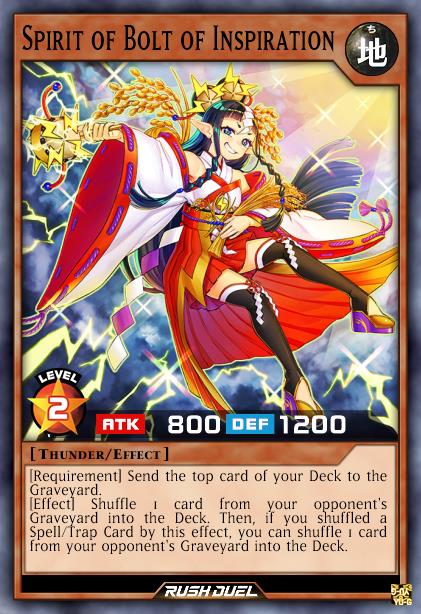 Spirit of Bolt of Inspiration
ち
地
LEVEL
2
ATK 800 DEF 1200
[Thunder/Effect]
[Requirement] Send the top card of your Deck to the
Graveyard.
[Effect] Shuffle 1 card from your opponent's
Graveyard into the Deck. Then, if you shuffled a
Spell/Trap Card by this effect, you can shuffle 1 card
from your opponent's Graveyard into the Deck.
RUSH DUEL